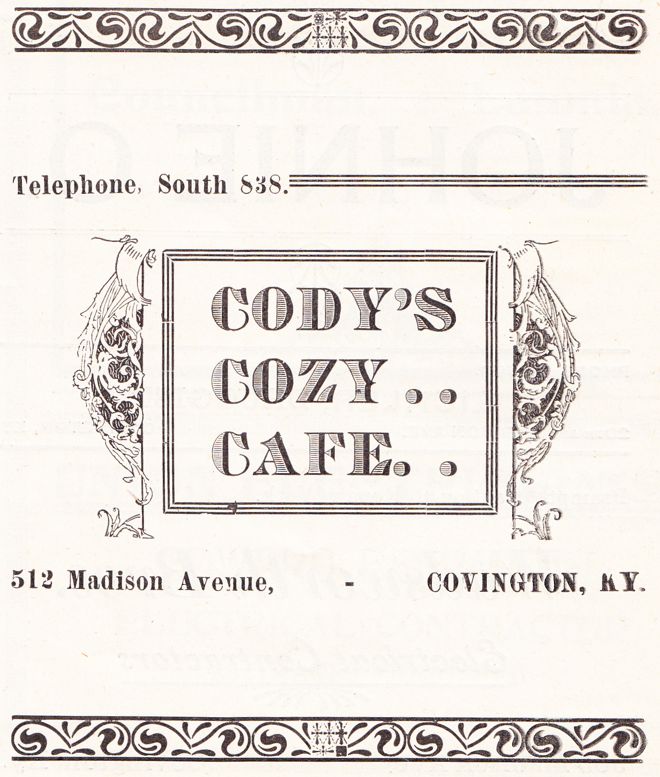 Telephone, South 838.
CODY'S
COZY . .
CAFE. .
512 Madison Avenue, - COVINGTON, KY.